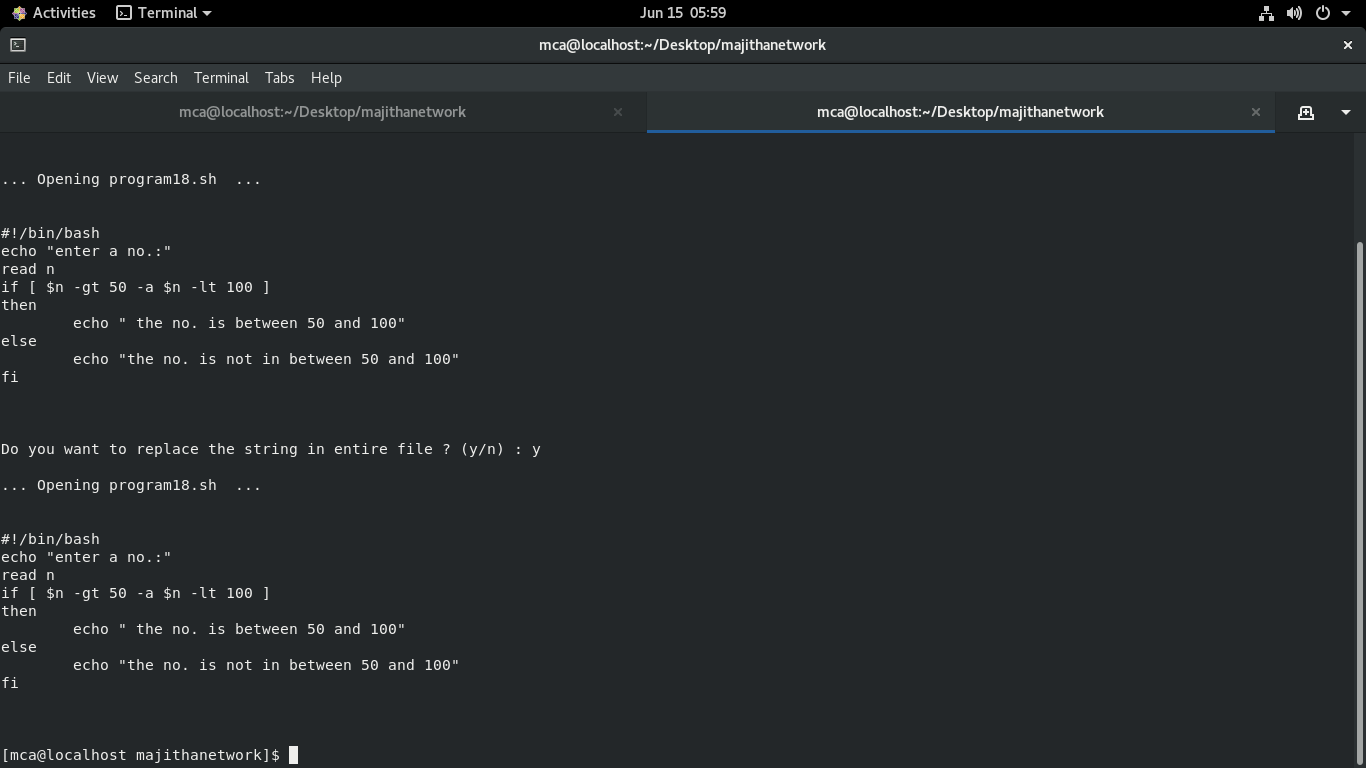 Activities Terminal Jun 15 05:59
mca@localhost:~/Desktop/majithanetwork
File Edit View Search Terminal Tabs Help
mca@localhost:~/Desktop/majithanetwork mca@localhost:~/Desktop/majithanetwork
... Opening program18.sh  ...
#!/bin/bash
echo "enter a no.:"
read n
if [ $n -gt 50 -a $n -lt 100 ]
then
        echo " the no. is between 50 and 100"
else
        echo "the no. is not in between 50 and 100"
fi
Do you want to replace the string in entire file ? (y/n) : y
... Opening program18.sh  ...
#!/bin/bash
echo "enter a no.:"
read n
if [ $n -gt 50 -a $n -lt 100 ]
then
        echo " the no. is between 50 and 100"
else
        echo "the no. is not in between 50 and 100"
fi
[mca@localhost majithanetwork]$